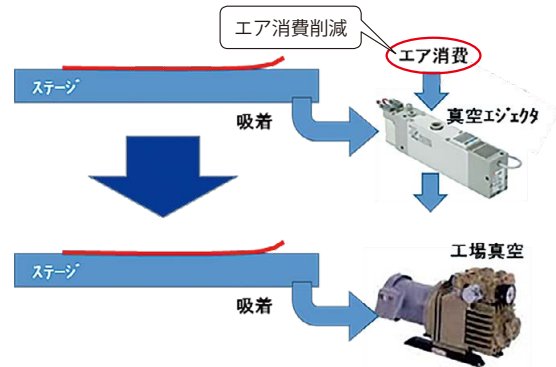 エア消費削減
エア消費
ステージ
吸着
真空エジェクタ
工場真空
ステージ
吸着